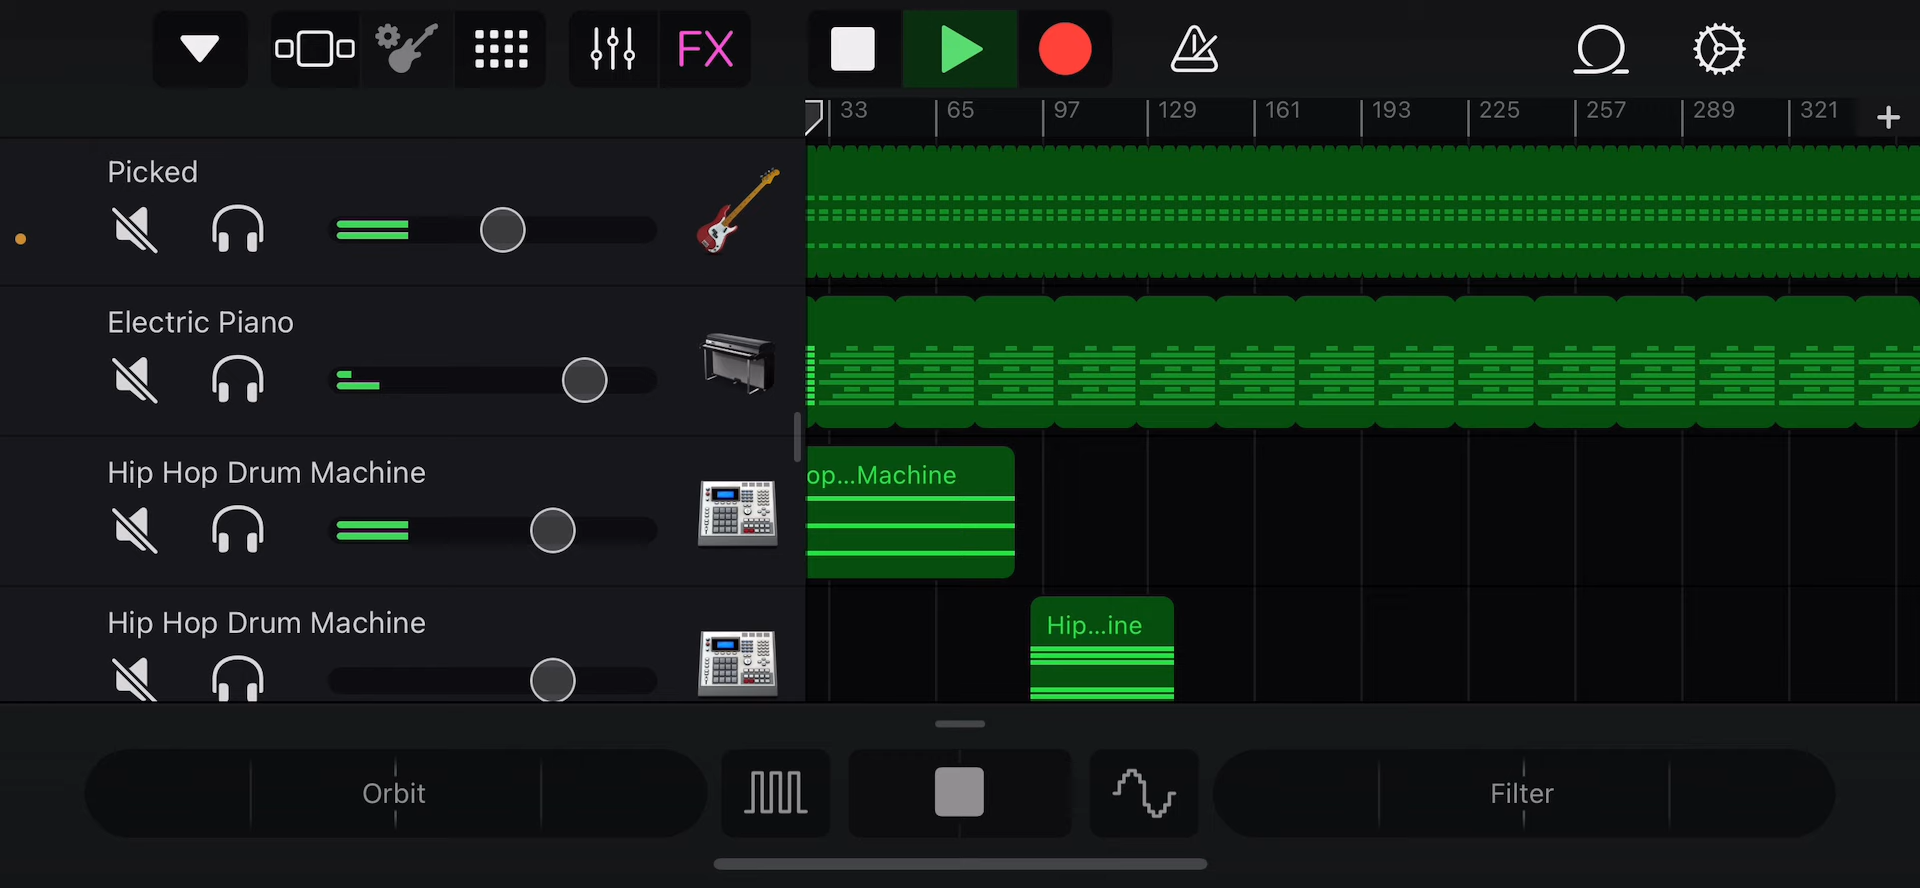 FX
33 65 97 129 161 193 225 257 289 321 +
Picked
Electric Piano
Hip Hop Drum Machine
op...Machine
Hip Hop Drum Machine
Hip...ine
Orbit
Filter